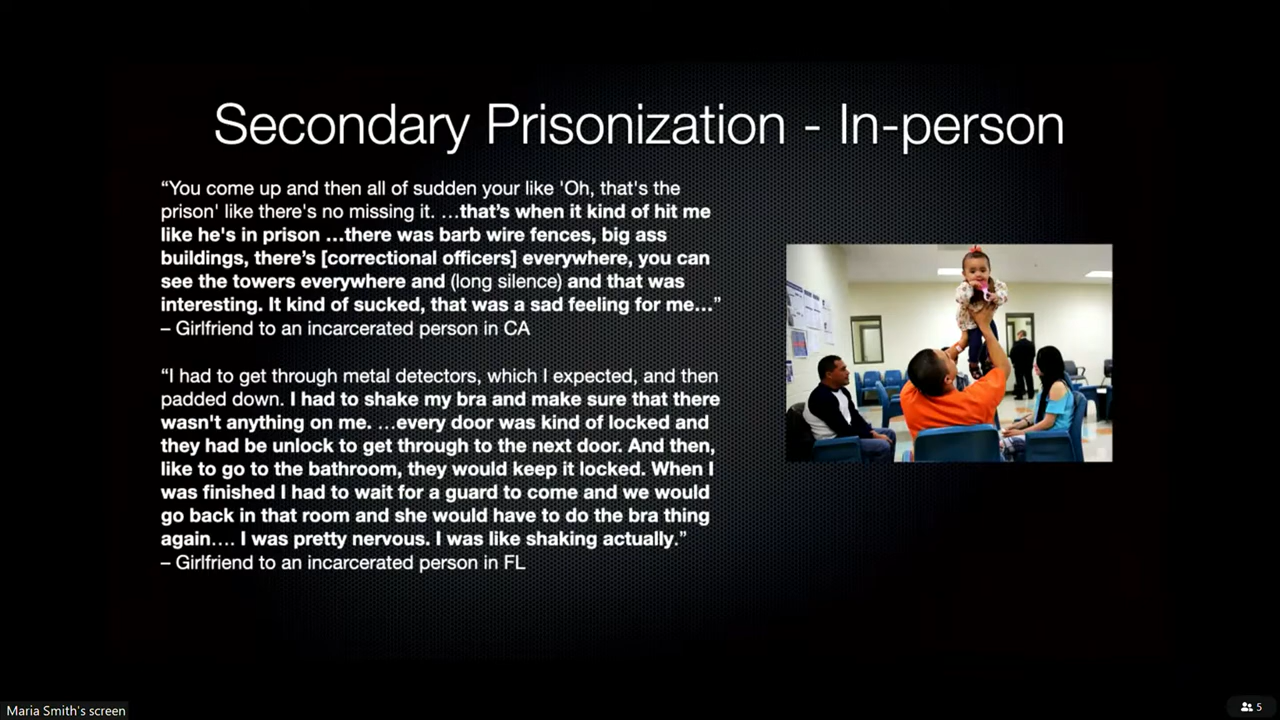 Secondary Prisonization - In-person
“You come up and then all of sudden your like 'Oh, that's the
prison' like there's no missing it. …that’s when it kind of hit me
like he's in prison …there was barb wire fences, big ass
buildings, there’s [correctional officers] everywhere, you can
see the towers everywhere and (long silence) and that was
interesting. It kind of sucked, that was a sad feeling for me…”
– Girlfriend to an incarcerated person in CA
“I had to get through metal detectors, which I expected, and then
padded down. I had to shake my bra and make sure that there
wasn't anything on me. …every door was kind of locked and
they had be unlock to get through to the next door. And then,
like to go to the bathroom, they would keep it locked. When I
was finished I had to wait for a guard to come and we would
go back in that room and she would have to do the bra thing
again…. I was pretty nervous. I was like shaking actually.”
– Girlfriend to an incarcerated person in FL
Maria Smith's screen
5